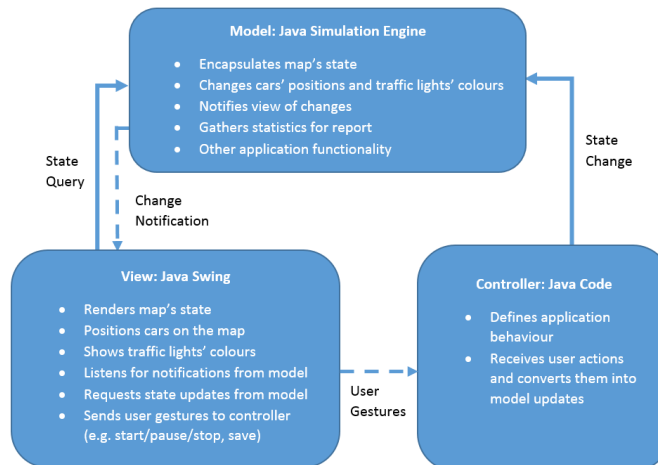 Model: Java Simulation Engine
• Encapsulates map's state
• Changes cars' positions and traffic lights' colours
• Notifies view of changes
• Gathers statistics for report
• Other application functionality
State
Query
Change
Notification
State
Change
View: Java Swing
• Renders map's state
• Positions cars on the map
• Shows traffic lights' colours
• Listens for notifications from model
• Requests state updates from model
• Sends user gestures to controller
(e.g. start/pause/stop, save)
User
Gestures
Controller: Java Code
• Defines application
behaviour
• Receives user actions
and converts them into
model updates